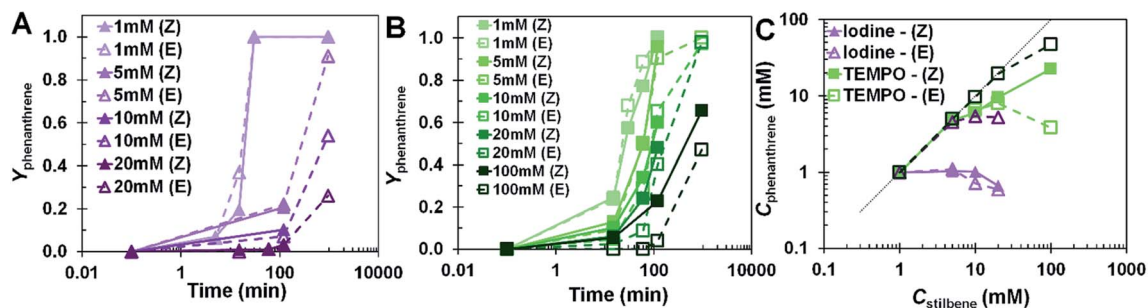 A
Yphenanthrene
1.0
0.8
0.6
0.4
0.2
0.0
0.01
1
100
10000
Time (min)
1mM (Z)
1mM (E)
5mM (Z)
5mM (E)
10mM (Z)
10mM (E)
20mM (Z)
20mM (E)
B
Yphenanthrene
1.0
0.8
0.6
0.4
0.2
0.0
0.01
1
100
10000
Time (min)
1mM (Z)
1mM (E)
5mM (Z)
5mM (E)
10mM (Z)
10mM (E)
20mM (Z)
20mM (E)
100mM (Z)
100mM (E)
C
Cphenanthrene (mM)
100
10
1
0.1
0.1
1
10
100
1000
Cstilbene (mM)
Iodine - (Z)
Iodine - (E)
TEMPO - (Z)
TEMPO - (E)